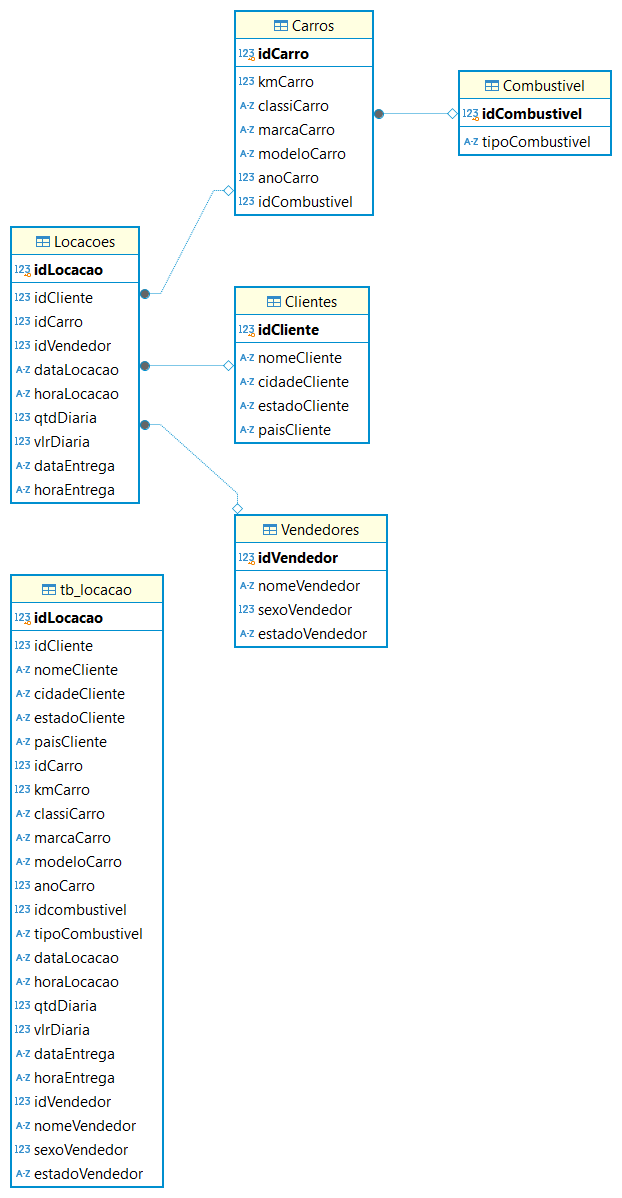 Carros
123 idCarro
123 kmCarro
A-Z classiCarro
A-Z marcaCarro
A-Z modeloCarro
123 anoCarro
123 idCombustivel
Combustivel
123 idCombustivel
A-Z tipoCombustivel
Locacoes
123 idLocacao
123 idCliente
123 idCarro
123 idVendedor
A-Z dataLocacao
A-Z horaLocacao
123 qtdDiaria
123 vlrDiaria
A-Z dataEntrega
A-Z horaEntrega
Clientes
123 idCliente
A-Z nomeCliente
A-Z cidadeCliente
A-Z estadoCliente
A-Z paisCliente
Vendedores
123 idVendedor
A-Z nomeVendedor
123 sexoVendedor
A-Z estadoVendedor
tb_locacao
123 idLocacao
123 idCliente
A-Z nomeCliente
A-Z cidadeCliente
A-Z estadoCliente
A-Z paisCliente
123 idCarro
123 kmCarro
A-Z classiCarro
A-Z marcaCarro
A-Z modeloCarro
123 anoCarro
123 idcombustivel
A-Z tipoCombustivel
A-Z dataLocacao
A-Z horaLocacao
123 qtdDiaria
123 vlrDiaria
A-Z dataEntrega
A-Z horaEntrega
123 idVendedor
A-Z nomeVendedor
123 sexoVendedor
A-Z estadoVendedor